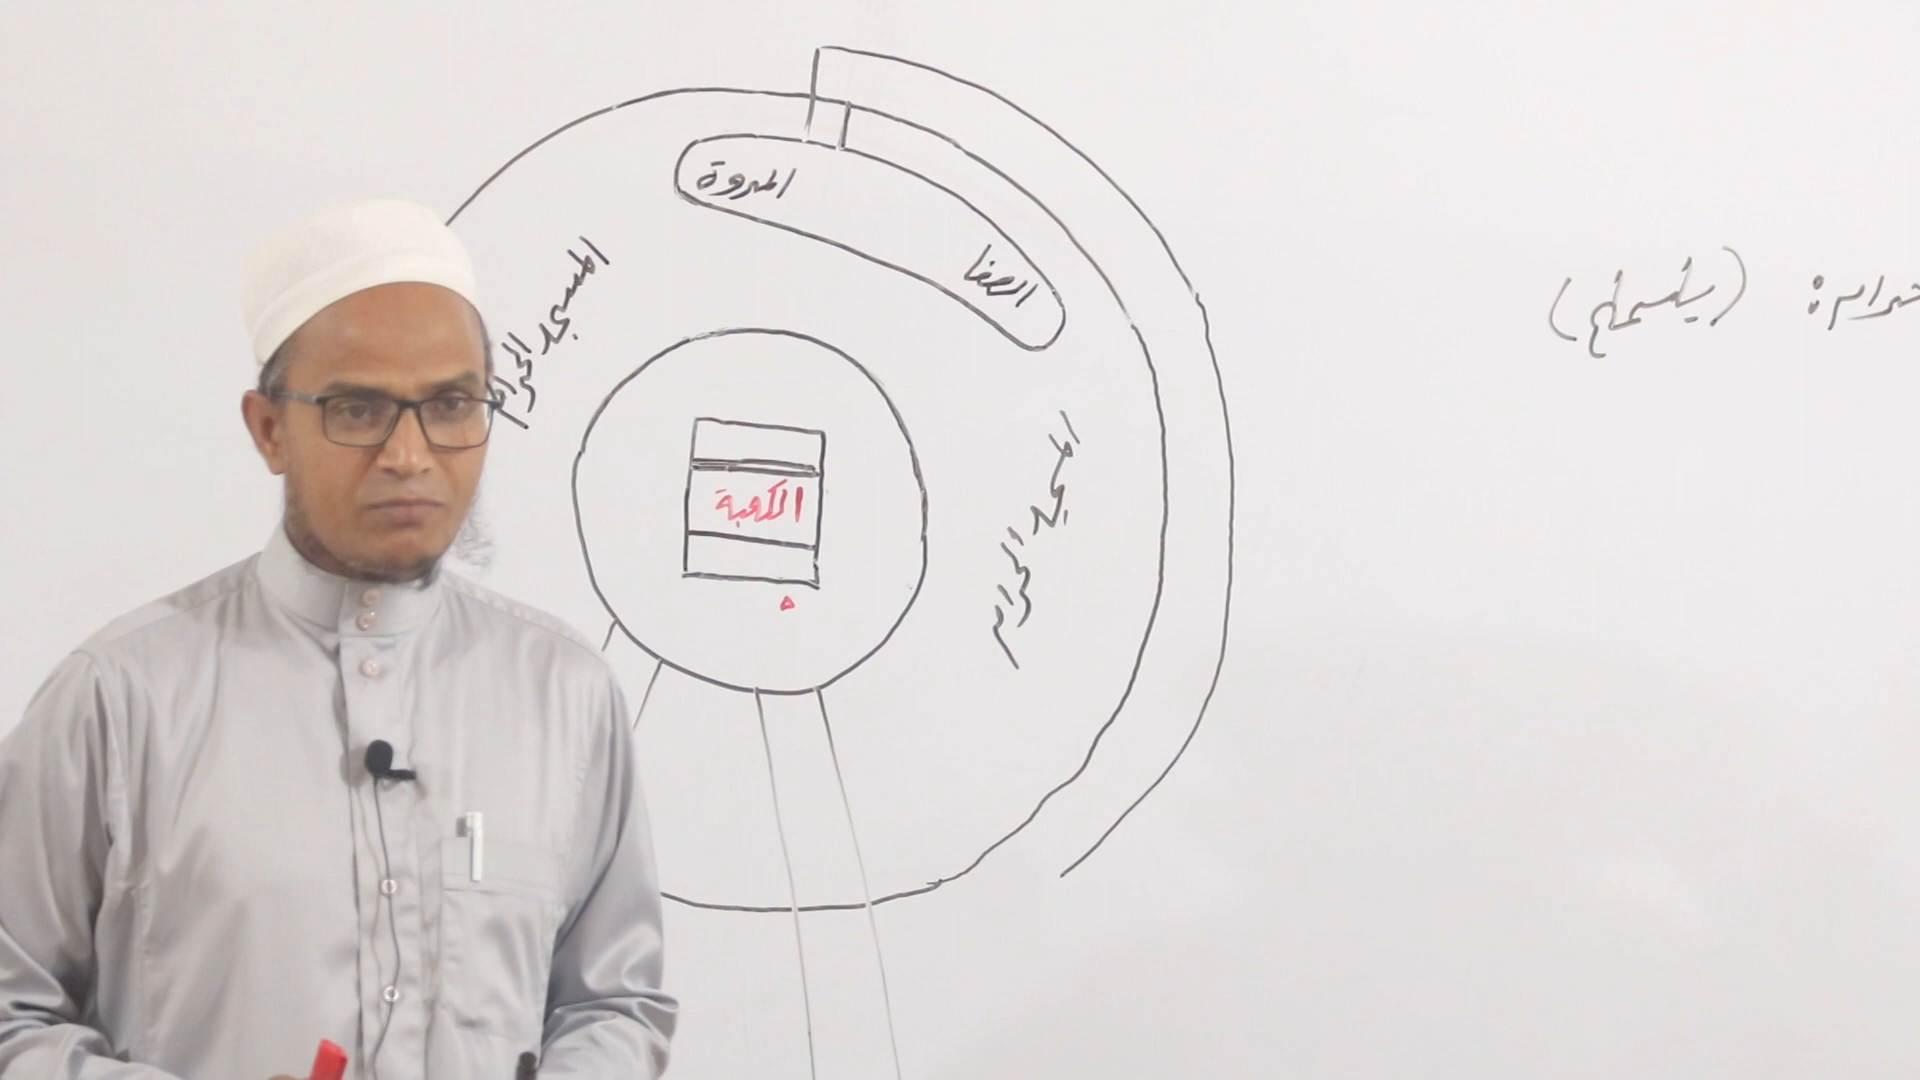 المروة
الصفا
المسجد الحرام
الكعبة
المسجد الحرام